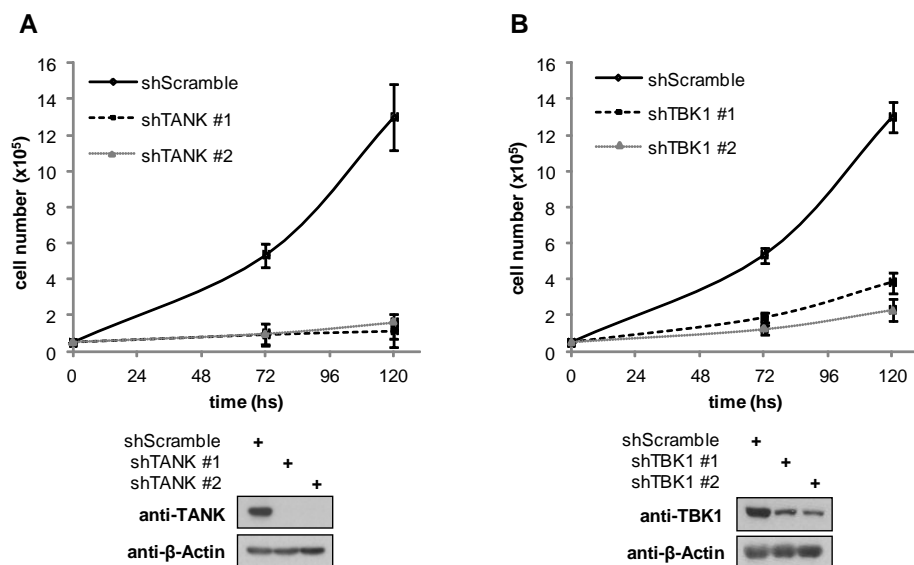 A
16
14
12
10
8
6
4
2
0
cell number (x10⁵)
shScramble
shTANK #1
shTANK #2
0 24 48 72 96 120
time (hs)
shScramble +
shTANK #1 +
shTANK #2 +
anti-TANK
anti-β-Actin
B
16
14
12
10
8
6
4
2
0
cell number (x10⁵)
shScramble
shTBK1 #1
shTBK1 #2
0 24 48 72 96 120
time (hs)
shScramble +
shTBK1 #1 +
shTBK1 #2 +
anti-TBK1
anti-β-Actin